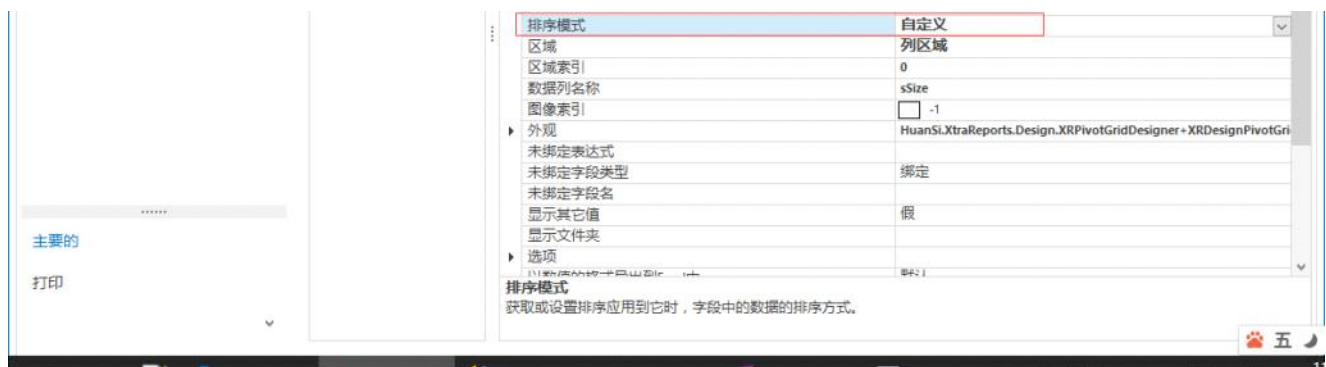 排序模式 自定义
区域 列区域
区域索引 0
数据列名称 sSize
图像索引 -1
外观 HuanSi.XtraReports.Design.XRPivotGridDesigner+XRDesignPivotGri
未绑定表达式
未绑定字段类型 绑定
未绑定字段名
显示其它值 假
显示文件夹
选项
主要的
打印
排序模式
获取或设置排序应用到它时，字段中的数据的排序方式。
五